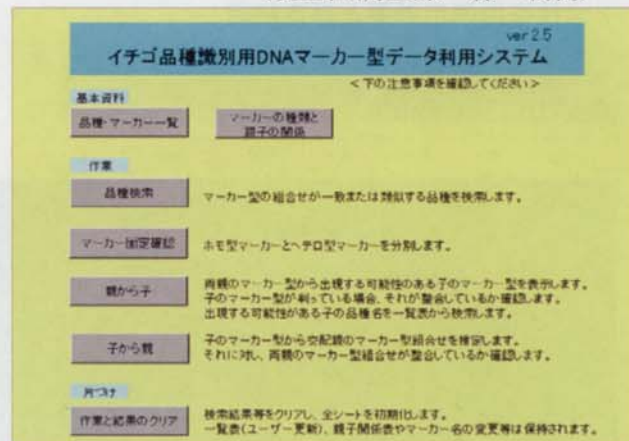 ver 2.5
イチゴ品種識別用DNAマーカー型データ利用システム
<下の注意事項を確認してください>
基本資料
品種・マーカー一覧
マーカーの種類と
親子の関係
作業
品種検索
マーカー型の組合せが一致または類似する品種を検索します。
マーカー固定確認
ホモ型マーカーとヘテロ型マーカーを分別します。
親から子
両親のマーカー型から出現する可能性のある子のマーカー型を表示します。
子のマーカー型が判っている場合、それが整合しているか確認します。
出現する可能性がある子の品種名を一覧表から検索します。
子から親
子のマーカー型から交配親のマーカー型組合せを推定します。
それに対し、両親のマーカー型組合せが整合しているか確認します。
片づけ
作業と結果のクリア
検索結果等をクリアし、全シートを初期化します。
一覧表(ユーザー更新)、親子関係表やマーカー名の変更等は保持されます。